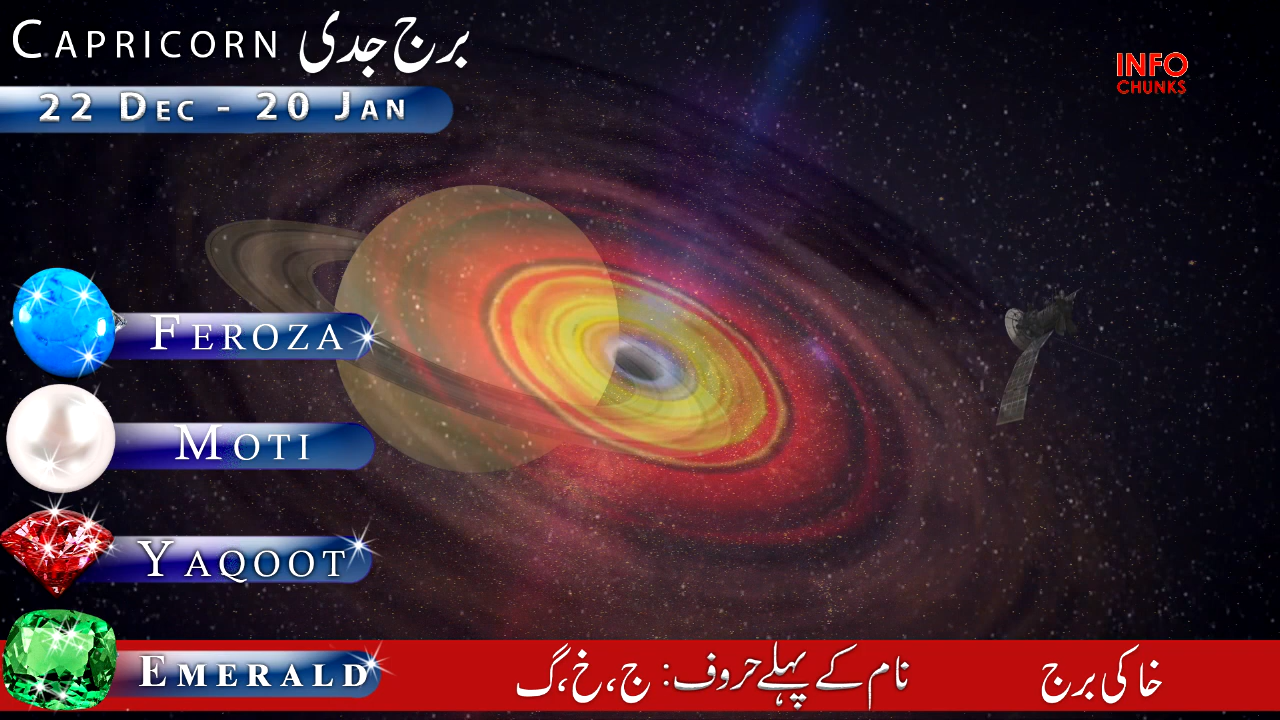 Capricorn برج جدی
22 Dec - 20 Jan
INFO
CHUNKS
Feroza
Moti
Yaqoot
Emerald
نام کے پہلے حروف: ج، خ، گ
خاکی برج